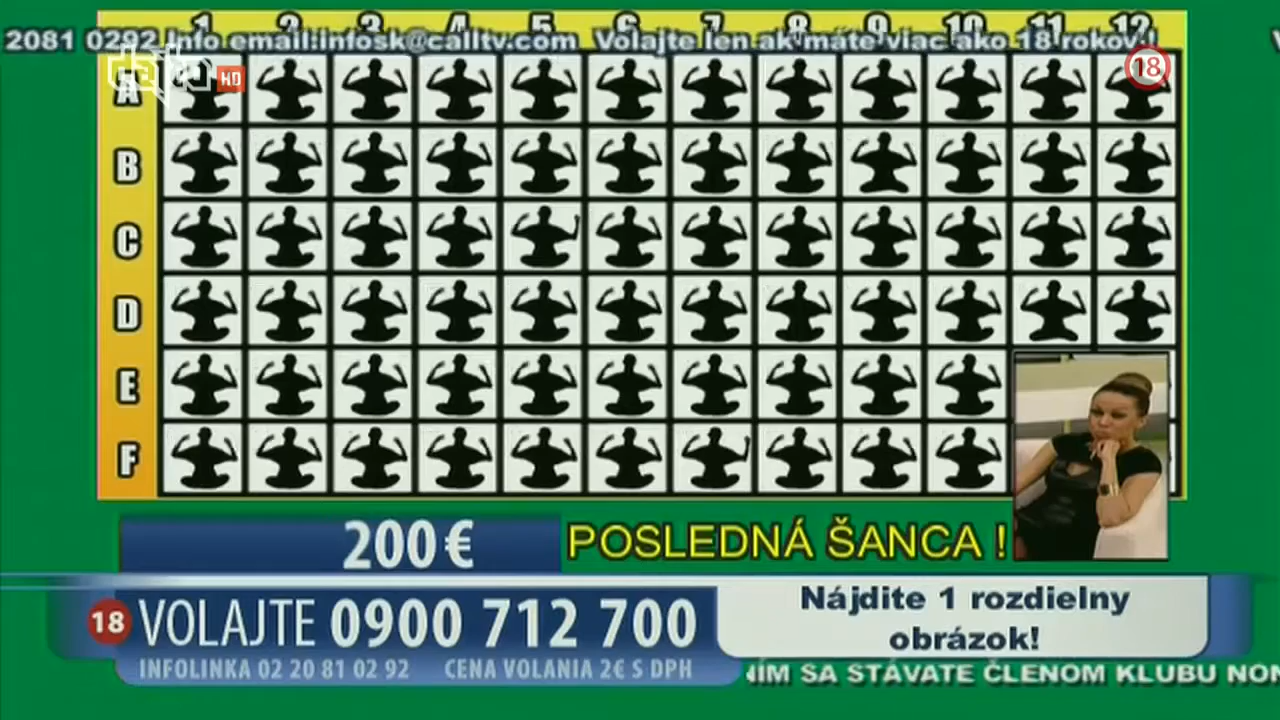 1 2 3 4 5 6 7 8 9 10 11 12
2081 0292 Info email:infosk@calltv.com Volajte len ak máte viac ako 18 rokov!
HD
18
A
B
C
D
E
F
200 €
POSLEDNÁ ŠANCA !
18 VOLAJTE 0900 712 700
Nájdite 1 rozdielny
obrázok!
INFOLINKA 02 20 81 02 92 CENA VOLANIA 2€ S DPH
NÍM SA STÁVATE ČLENOM KLUBU NON